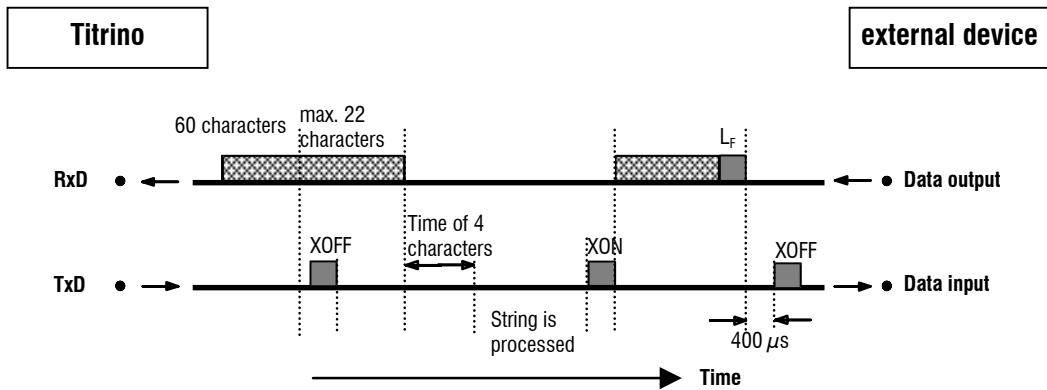 Titrino
external device
60 characters
max. 22
characters
L_F
RxD
Data output
XOFF
Time of 4
characters
XON
XOFF
TxD
Data input
String is
processed
400 µs
Time